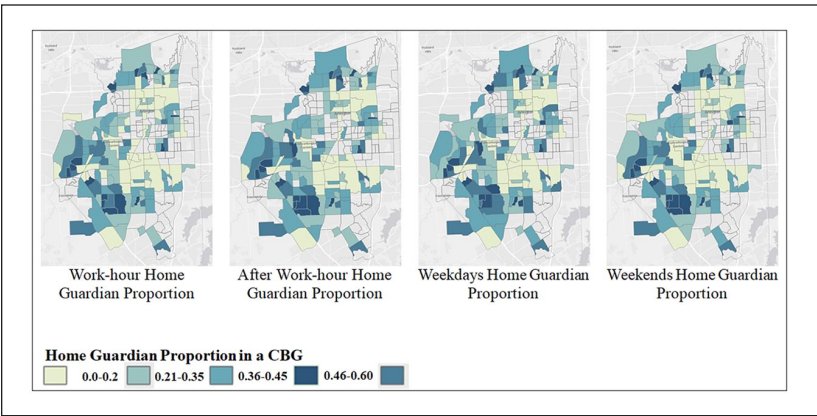 Work-hour Home
Guardian Proportion
After Work-hour Home
Guardian Proportion
Weekdays Home Guardian
Proportion
Weekends Home Guardian
Proportion
Home Guardian Proportion in a CBG
0.0-0.2 0.21-0.35 0.36-0.45 0.46-0.60